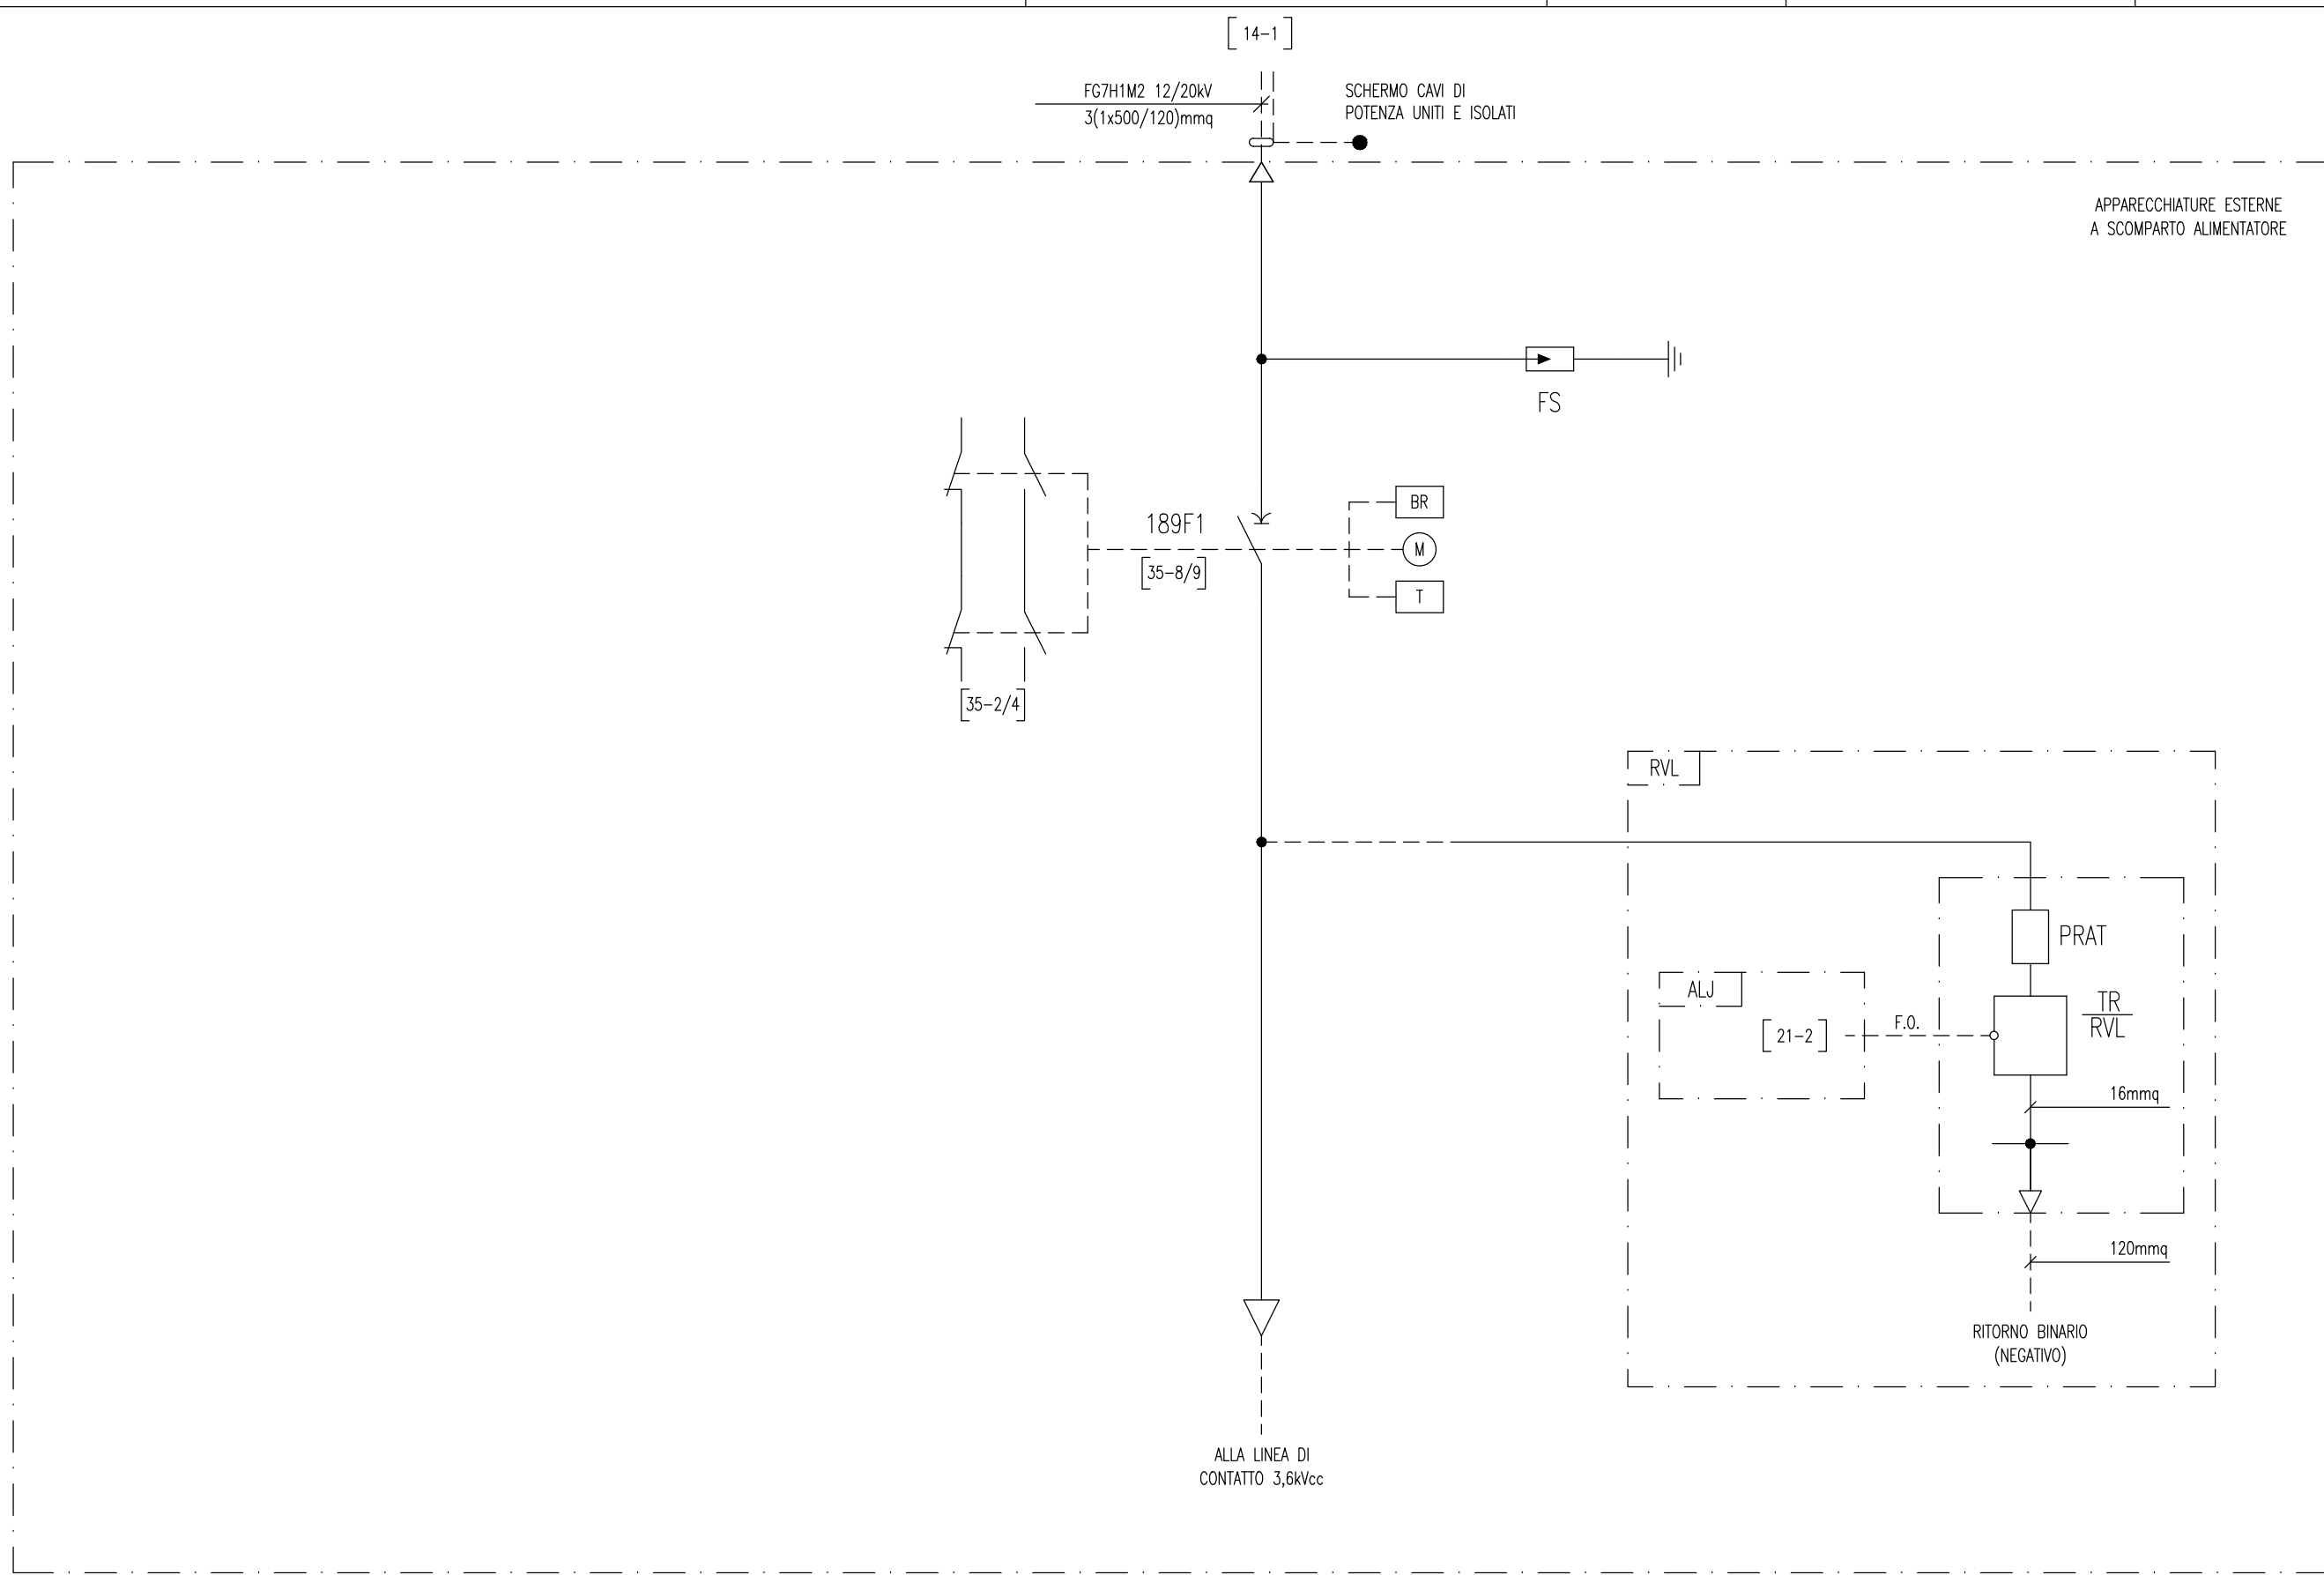 14-1
FG7H1M2 12/20kV
3(1x500/120)mmq
SCHERMO CAVI DI
POTENZA UNITI E ISOLATI
APPARECCHIATURE ESTERNE
A SCOMPARTO ALIMENTATORE
FS
BR
189F1
M
35-8/9
T
35-2/4
RVL
PRAT
ALJ
TR
RVL
F.O.
21-2
16mmq
120mmq
RITORNO BINARIO
(NEGATIVO)
ALLA LINEA DI
CONTATTO 3,6kVcc